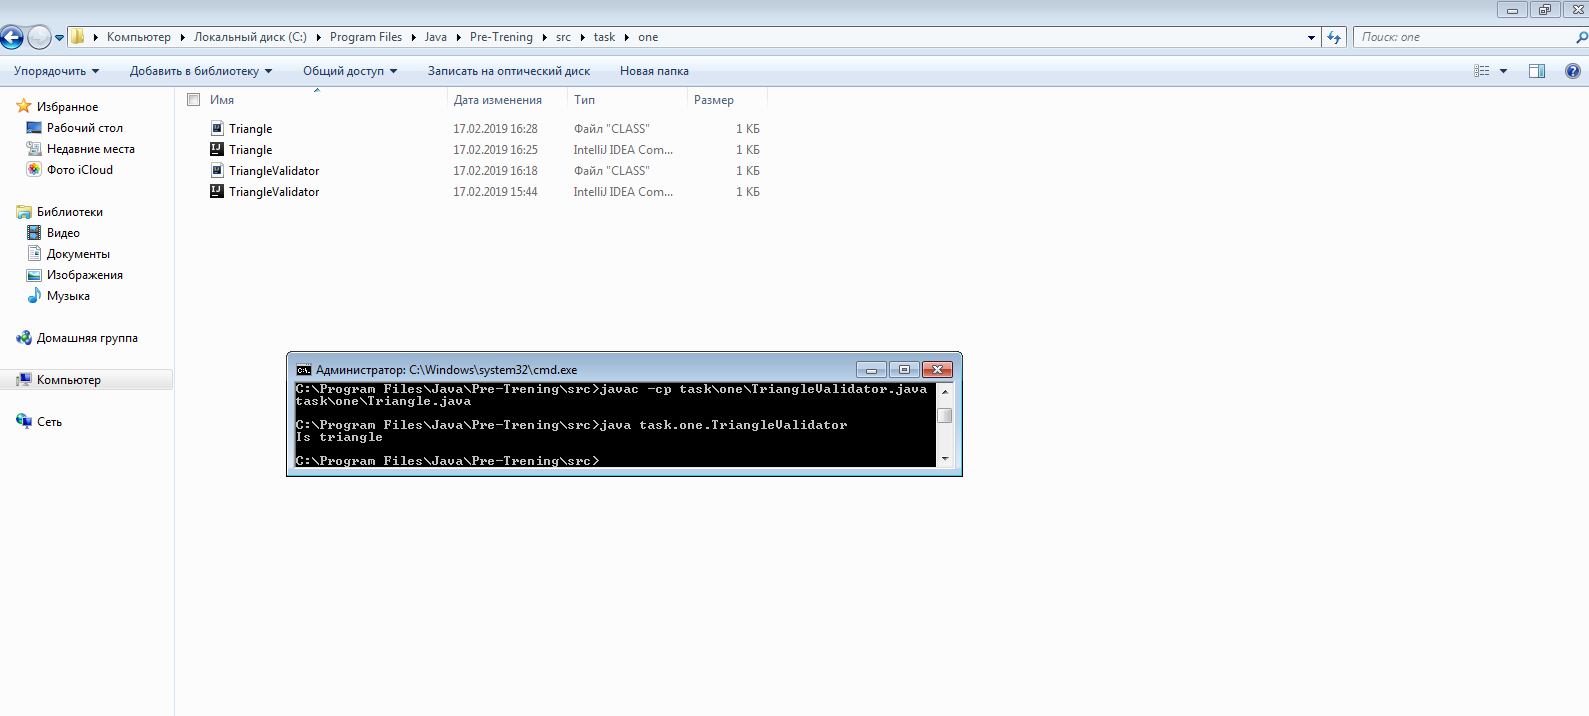 Компьютер Локальный диск (C:) Program Files Java Pre-Trening src task one Поиск: one
Упорядочить Добавить в библиотеку Общий доступ Записать на оптический диск Новая папка
Избранное
Рабочий стол
Недавние места
Фото iCloud
Библиотеки
Видео
Документы
Изображения
Музыка
Домашняя группа
Компьютер
Сеть
Имя Дата изменения Тип Размер
Triangle 17.02.2019 16:28 Файл "CLASS" 1 КБ
Triangle 17.02.2019 16:25 IntelliJ IDEA Com... 1 КБ
TriangleValidator 17.02.2019 16:18 Файл "CLASS" 1 КБ
TriangleValidator 17.02.2019 15:44 IntelliJ IDEA Com... 1 КБ
Администратор: C:\Windows\system32\cmd.exe
C:\Program Files\Java\Pre-Trening\src>javac -cp task\one\TriangleValidator.java
task\one\Triangle.java
C:\Program Files\Java\Pre-Trening\src>java task.one.TriangleValidator
Is triangle
C:\Program Files\Java\Pre-Trening\src>